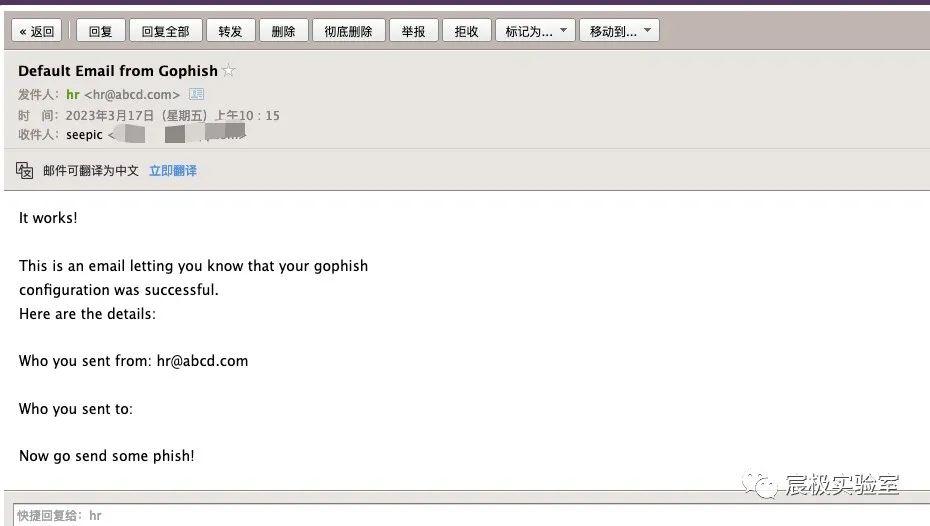 « 返回 回复 回复全部 转发 删除 彻底删除 举报 拒收 标记为... 移动到...
Default Email from Gophish
发件人: hr <hr@abcd.com>
时 间: 2023年3月17日 (星期五) 上午10:15
收件人: seepic <
邮件可翻译为中文 立即翻译
It works!
This is an email letting you know that your gophish
configuration was successful.
Here are the details:
Who you sent from: hr@abcd.com
Who you sent to:
Now go send some phish!
宸极实验室
快捷回复给: hr